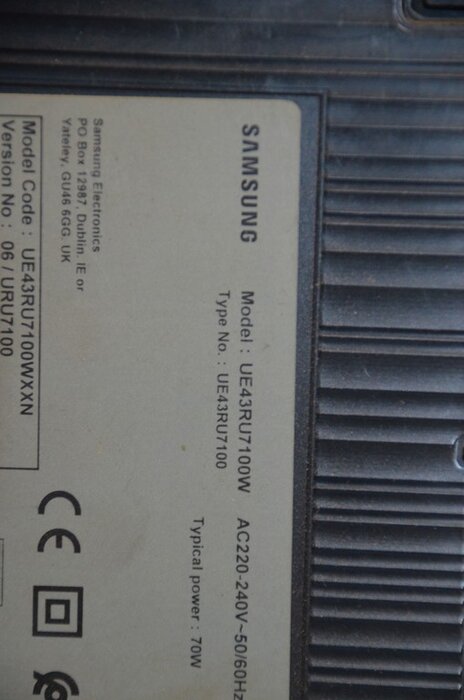 SAMSUNG
Model : UE43RU7100W
Type No. : UE43RU7100
AC220-240V~50/60Hz
Typical power : 70W
Samsung Electronics
PO Box 12987, Dublin. IE or
Yateley, GU46 6GG. UK
Model Code : UE43RU7100WXXN
Version No : 06 / URU7100
CE